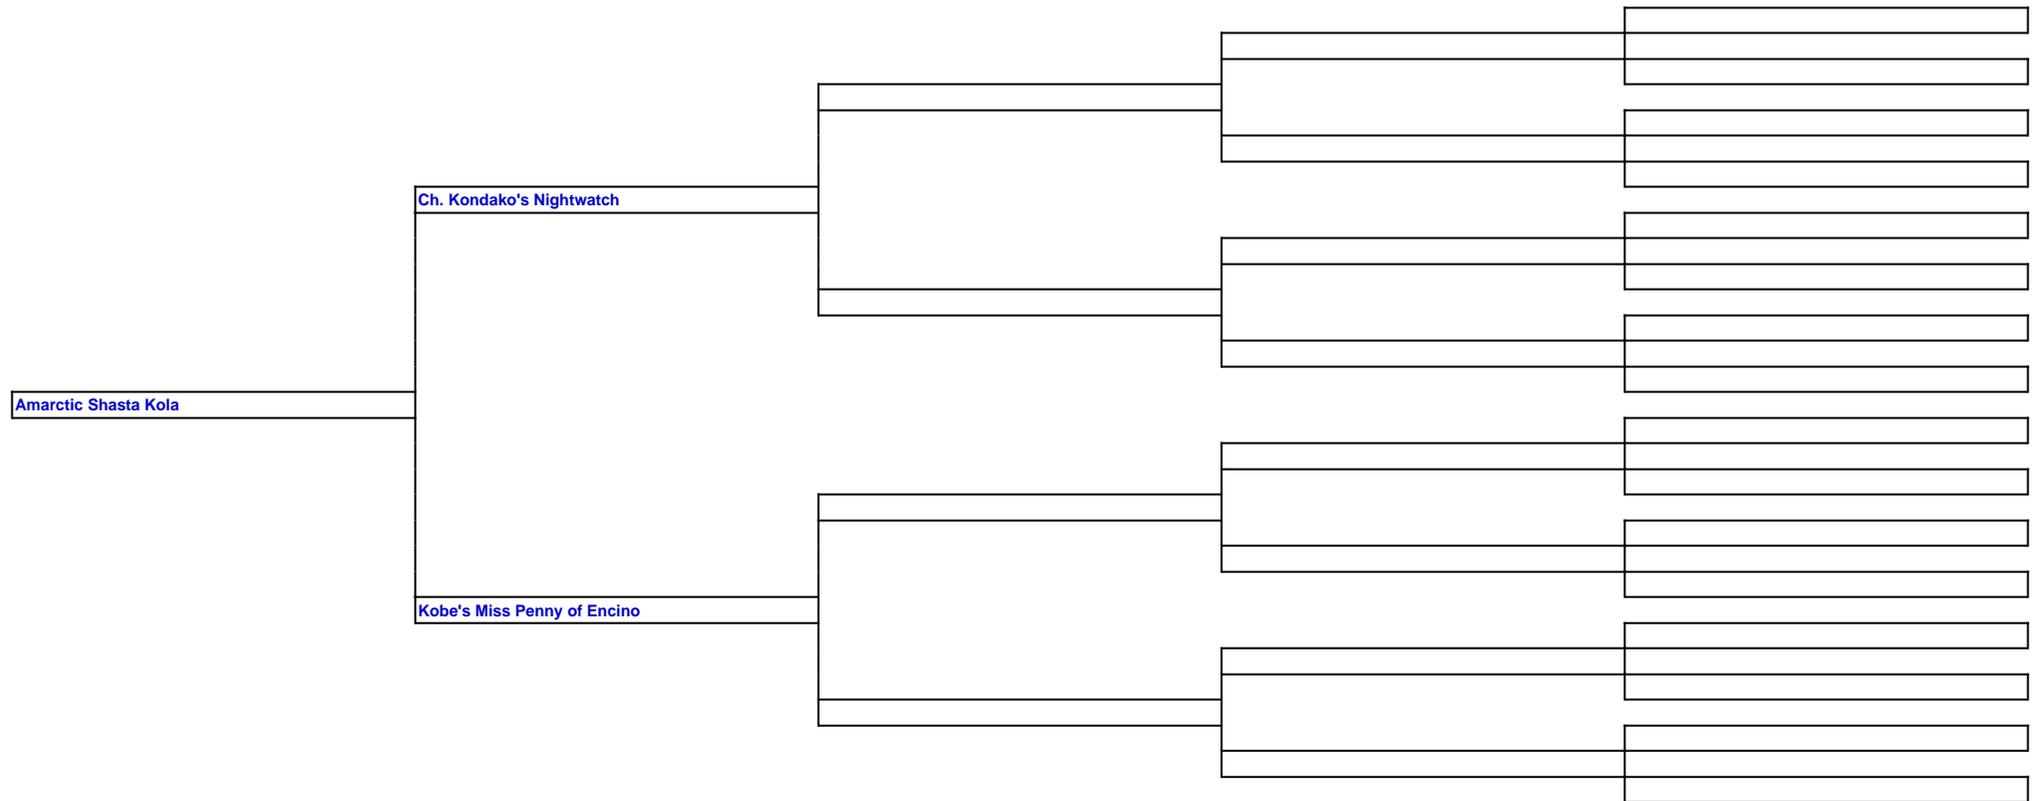 Ch. Kondako's Nightwatch
Amarctic Shasta Kola
Kobe's Miss Penny of Encino